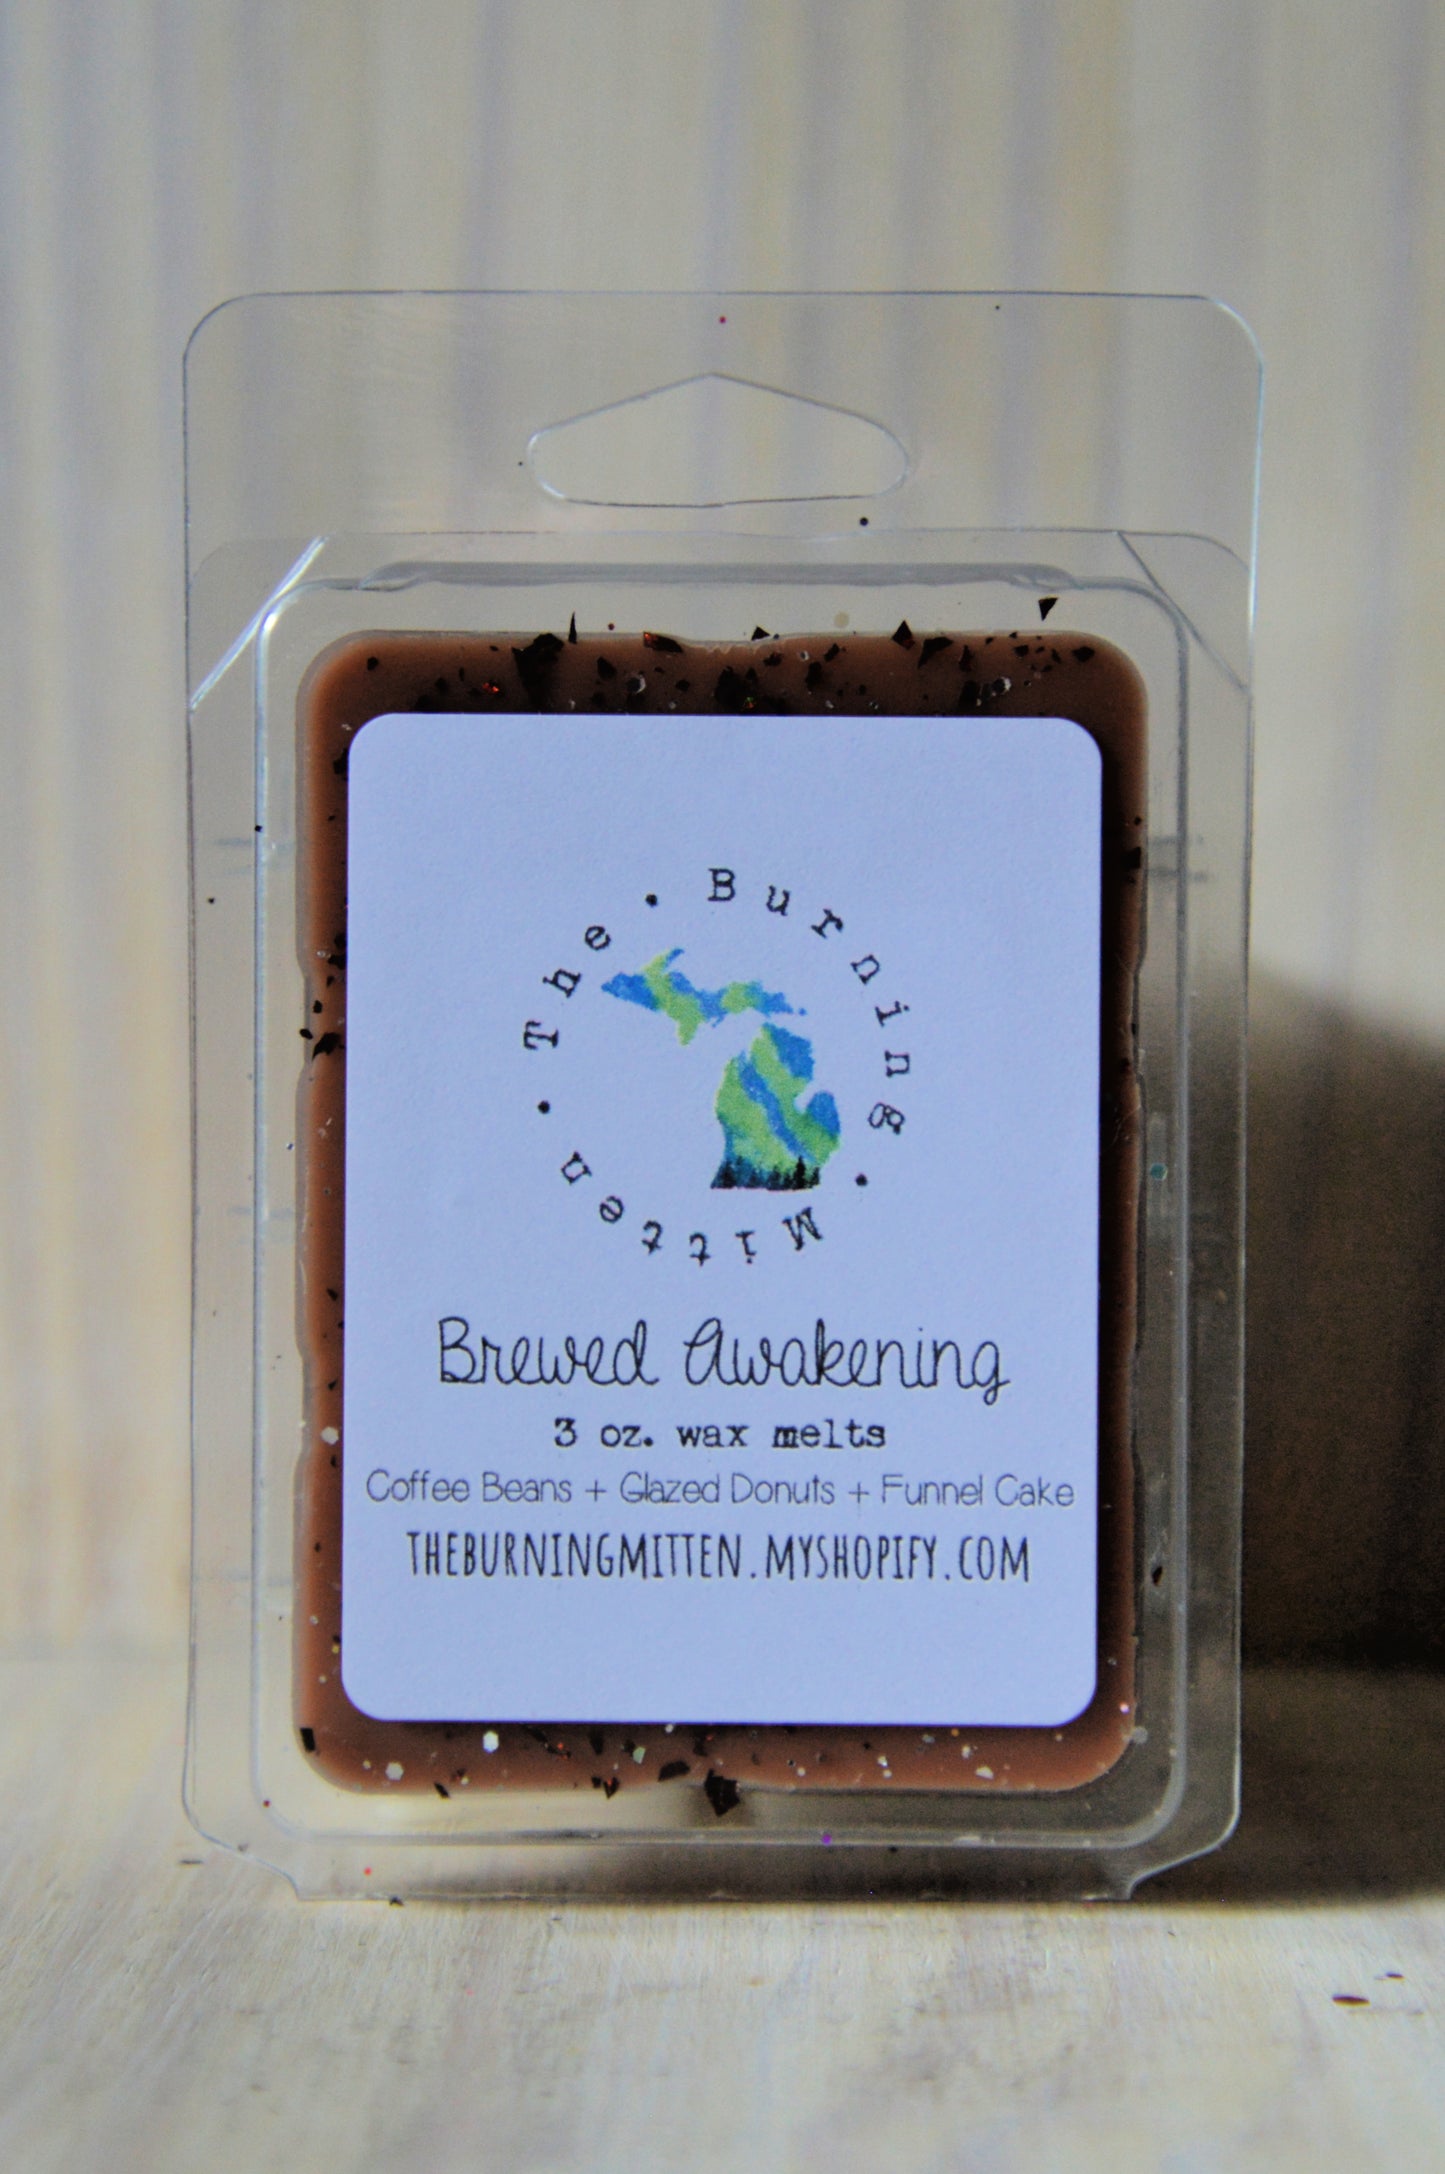 The • Burning • Mitten •
Brewed Awakening
3 oz. wax melts
Coffee Beans + Glazed Donuts + Funnel Cake
THEBURNINGMITTEN.MYSHOPIFY.COM